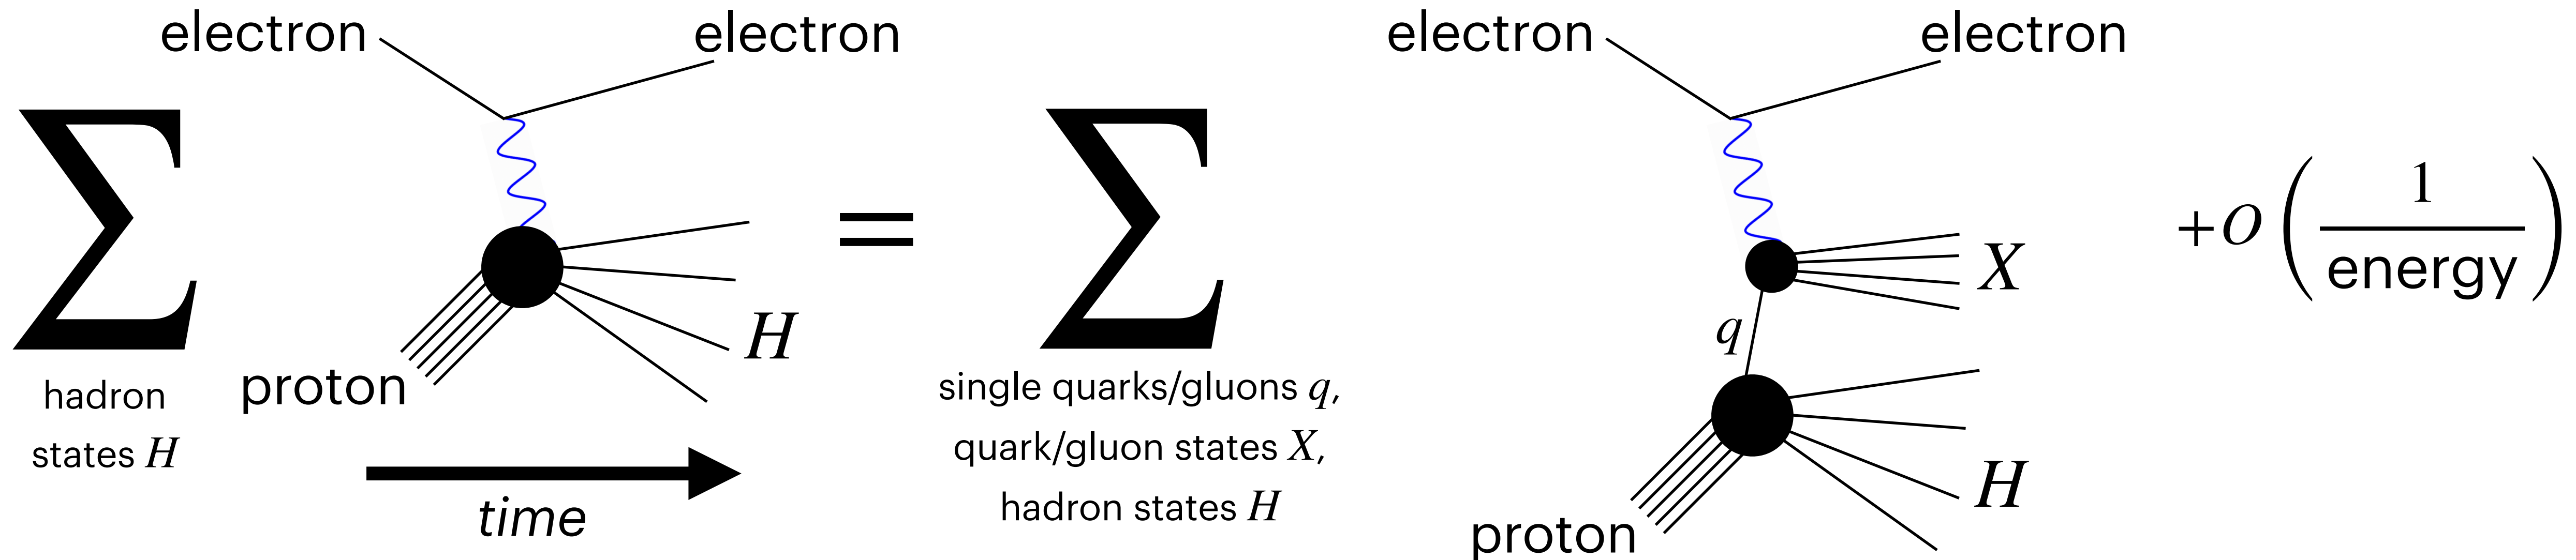 electron
electron
∑
hadron
states H
proton
H
time
=
∑
single quarks/gluons q,
quark/gluon states X,
hadron states H
electron
electron
X
q
H
proton
+O(1/energy)